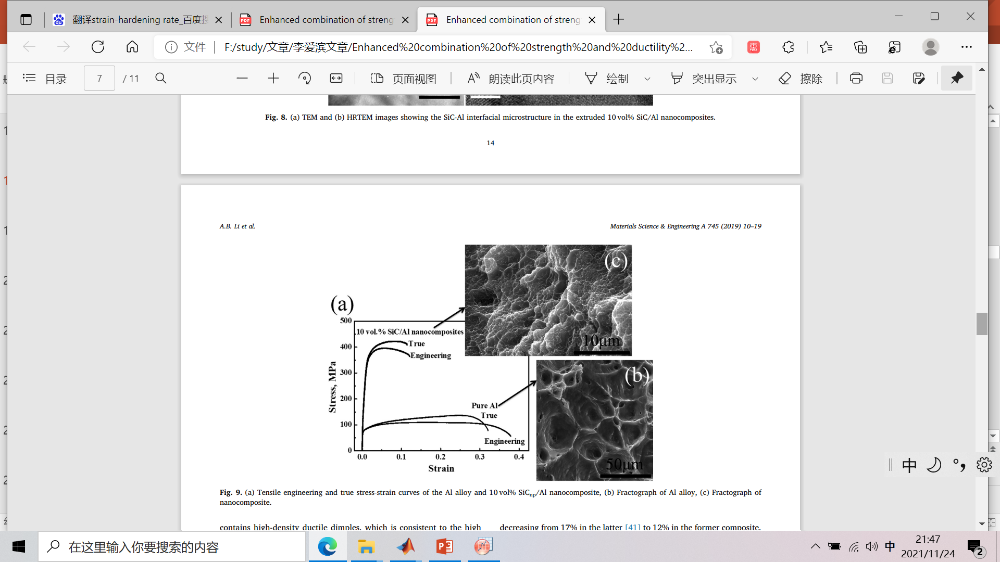 翻译strain-hardening rate_百度搜
Enhanced combination of streng
Enhanced combination of streng
文件
F:/study/文章/李爱滨文章/Enhanced%20combination%20of%20strength%20and%20ductility%2...
惠
目录
7
/ 11
页面视图
朗读此页内容
绘制
突出显示
擦除
Fig. 8. (a) TEM and (b) HRTEM images showing the SiC-Al interfacial microstructure in the extruded 10 vol% SiC/Al nanocomposites.
14
A.B. Li et al.
Materials Science & Engineering A 745 (2019) 10–19
(c)
10μm
(a)
500
400
300
200
100
0
Stress, MPa
10 vol.% SiC/Al nanocomposites
True
Engineering
Pure Al
True
Engineering
0.0
0.1
0.2
0.3
0.4
Strain
(b)
50μm
Fig. 9. (a) Tensile engineering and true stress-strain curves of the Al alloy and 10 vol% SiCnp/Al nanocomposite, (b) Fractograph of Al alloy, (c) Fractograph of
nanocomposite.
contains high-density ductile dimples, which is consistent to the high
decreasing from 17% in the latter [41] to 12% in the former composite.
中
在这里输入你要搜索的内容
中
21:47
2021/11/24
2